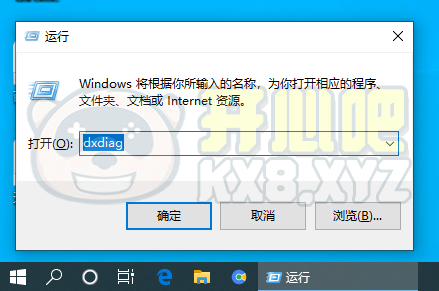 运行
Windows 将根据你所输入的名称，为你打开相应的程序、
文件夹、文档或 Internet 资源。
打开(O): dxdiag
开心吧
KX8.XYZ
确定 取消 浏览(B)...
运行